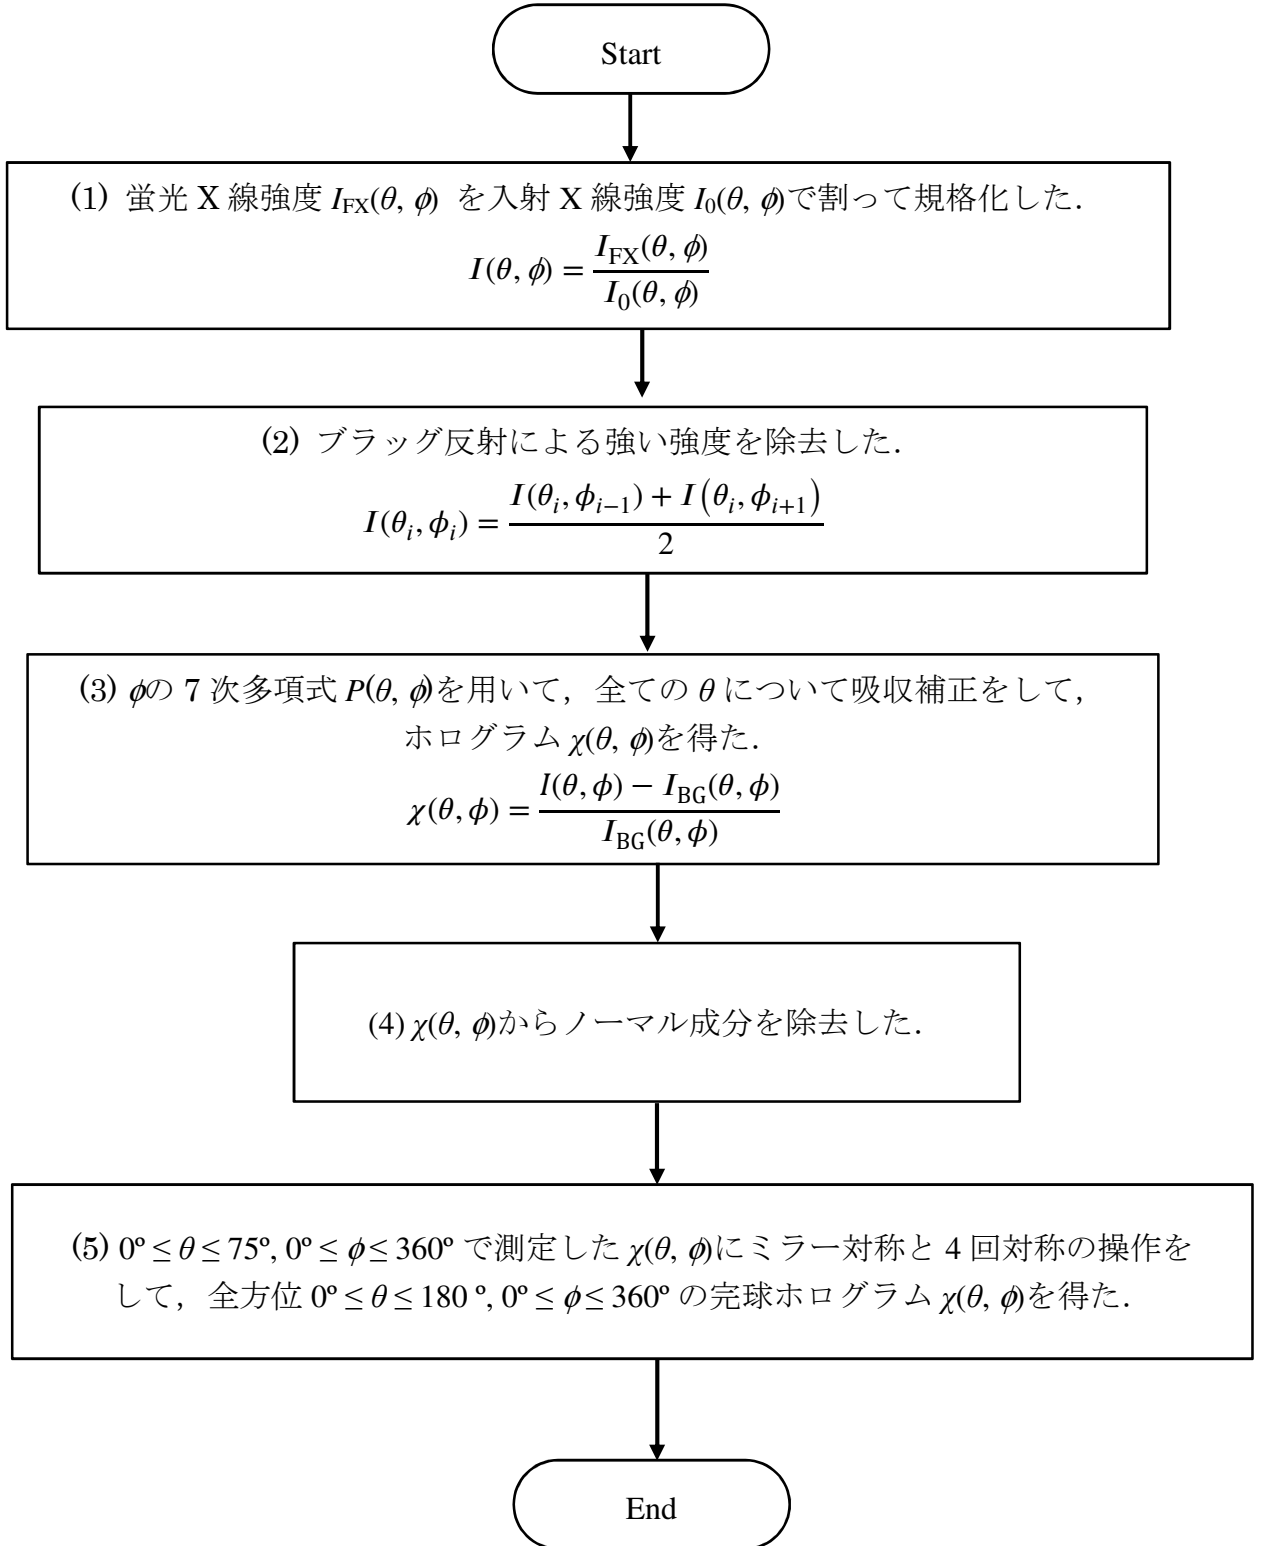 Start
(1) 蛍光 X 線強度 I_FX(θ, ϕ) を入射 X 線強度 I_0(θ, ϕ)で割って規格化した.
I(θ, ϕ) = I_FX(θ, ϕ) / I_0(θ, ϕ)
(2) ブラッグ反射による強い強度を除去した.
I(θ_i, ϕ_i) = (I(θ_i, ϕ_{i−1}) + I(θ_i, ϕ_{i+1})) / 2
(3) ϕの 7 次多項式 P(θ, ϕ)を用いて，全ての θ について吸収補正をして，
ホログラム χ(θ, ϕ)を得た.
χ(θ, ϕ) = (I(θ, ϕ) − I_BG(θ, ϕ)) / I_BG(θ, ϕ)
(4) χ(θ, ϕ)からノーマル成分を除去した.
(5) 0º ≤ θ ≤ 75º, 0º ≤ ϕ ≤ 360º で測定した χ(θ, ϕ)にミラー対称と 4 回対称の操作を
して，全方位 0º ≤ θ ≤ 180 º, 0º ≤ ϕ ≤ 360º の完球ホログラム χ(θ, ϕ)を得た.
End